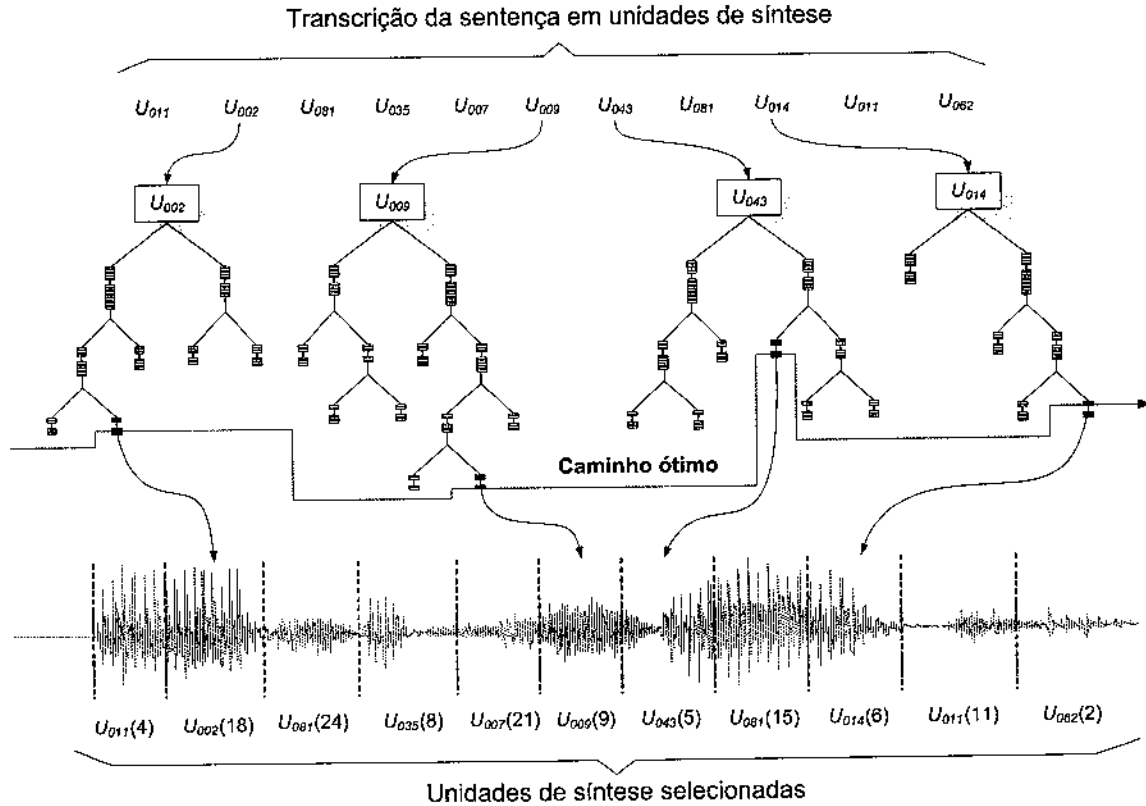 Transcrição da sentença em unidades de síntese
U011 U002 U081 U035 U007 U009 U043 U081 U014 U011 U062
U002 U009 U043 U014
Caminho ótimo
U011(4) U002(18) U081(24) U035(8) U007(21) U009(9) U043(5) U081(15) U014(6) U011(11) U062(2)
Unidades de síntese selecionadas